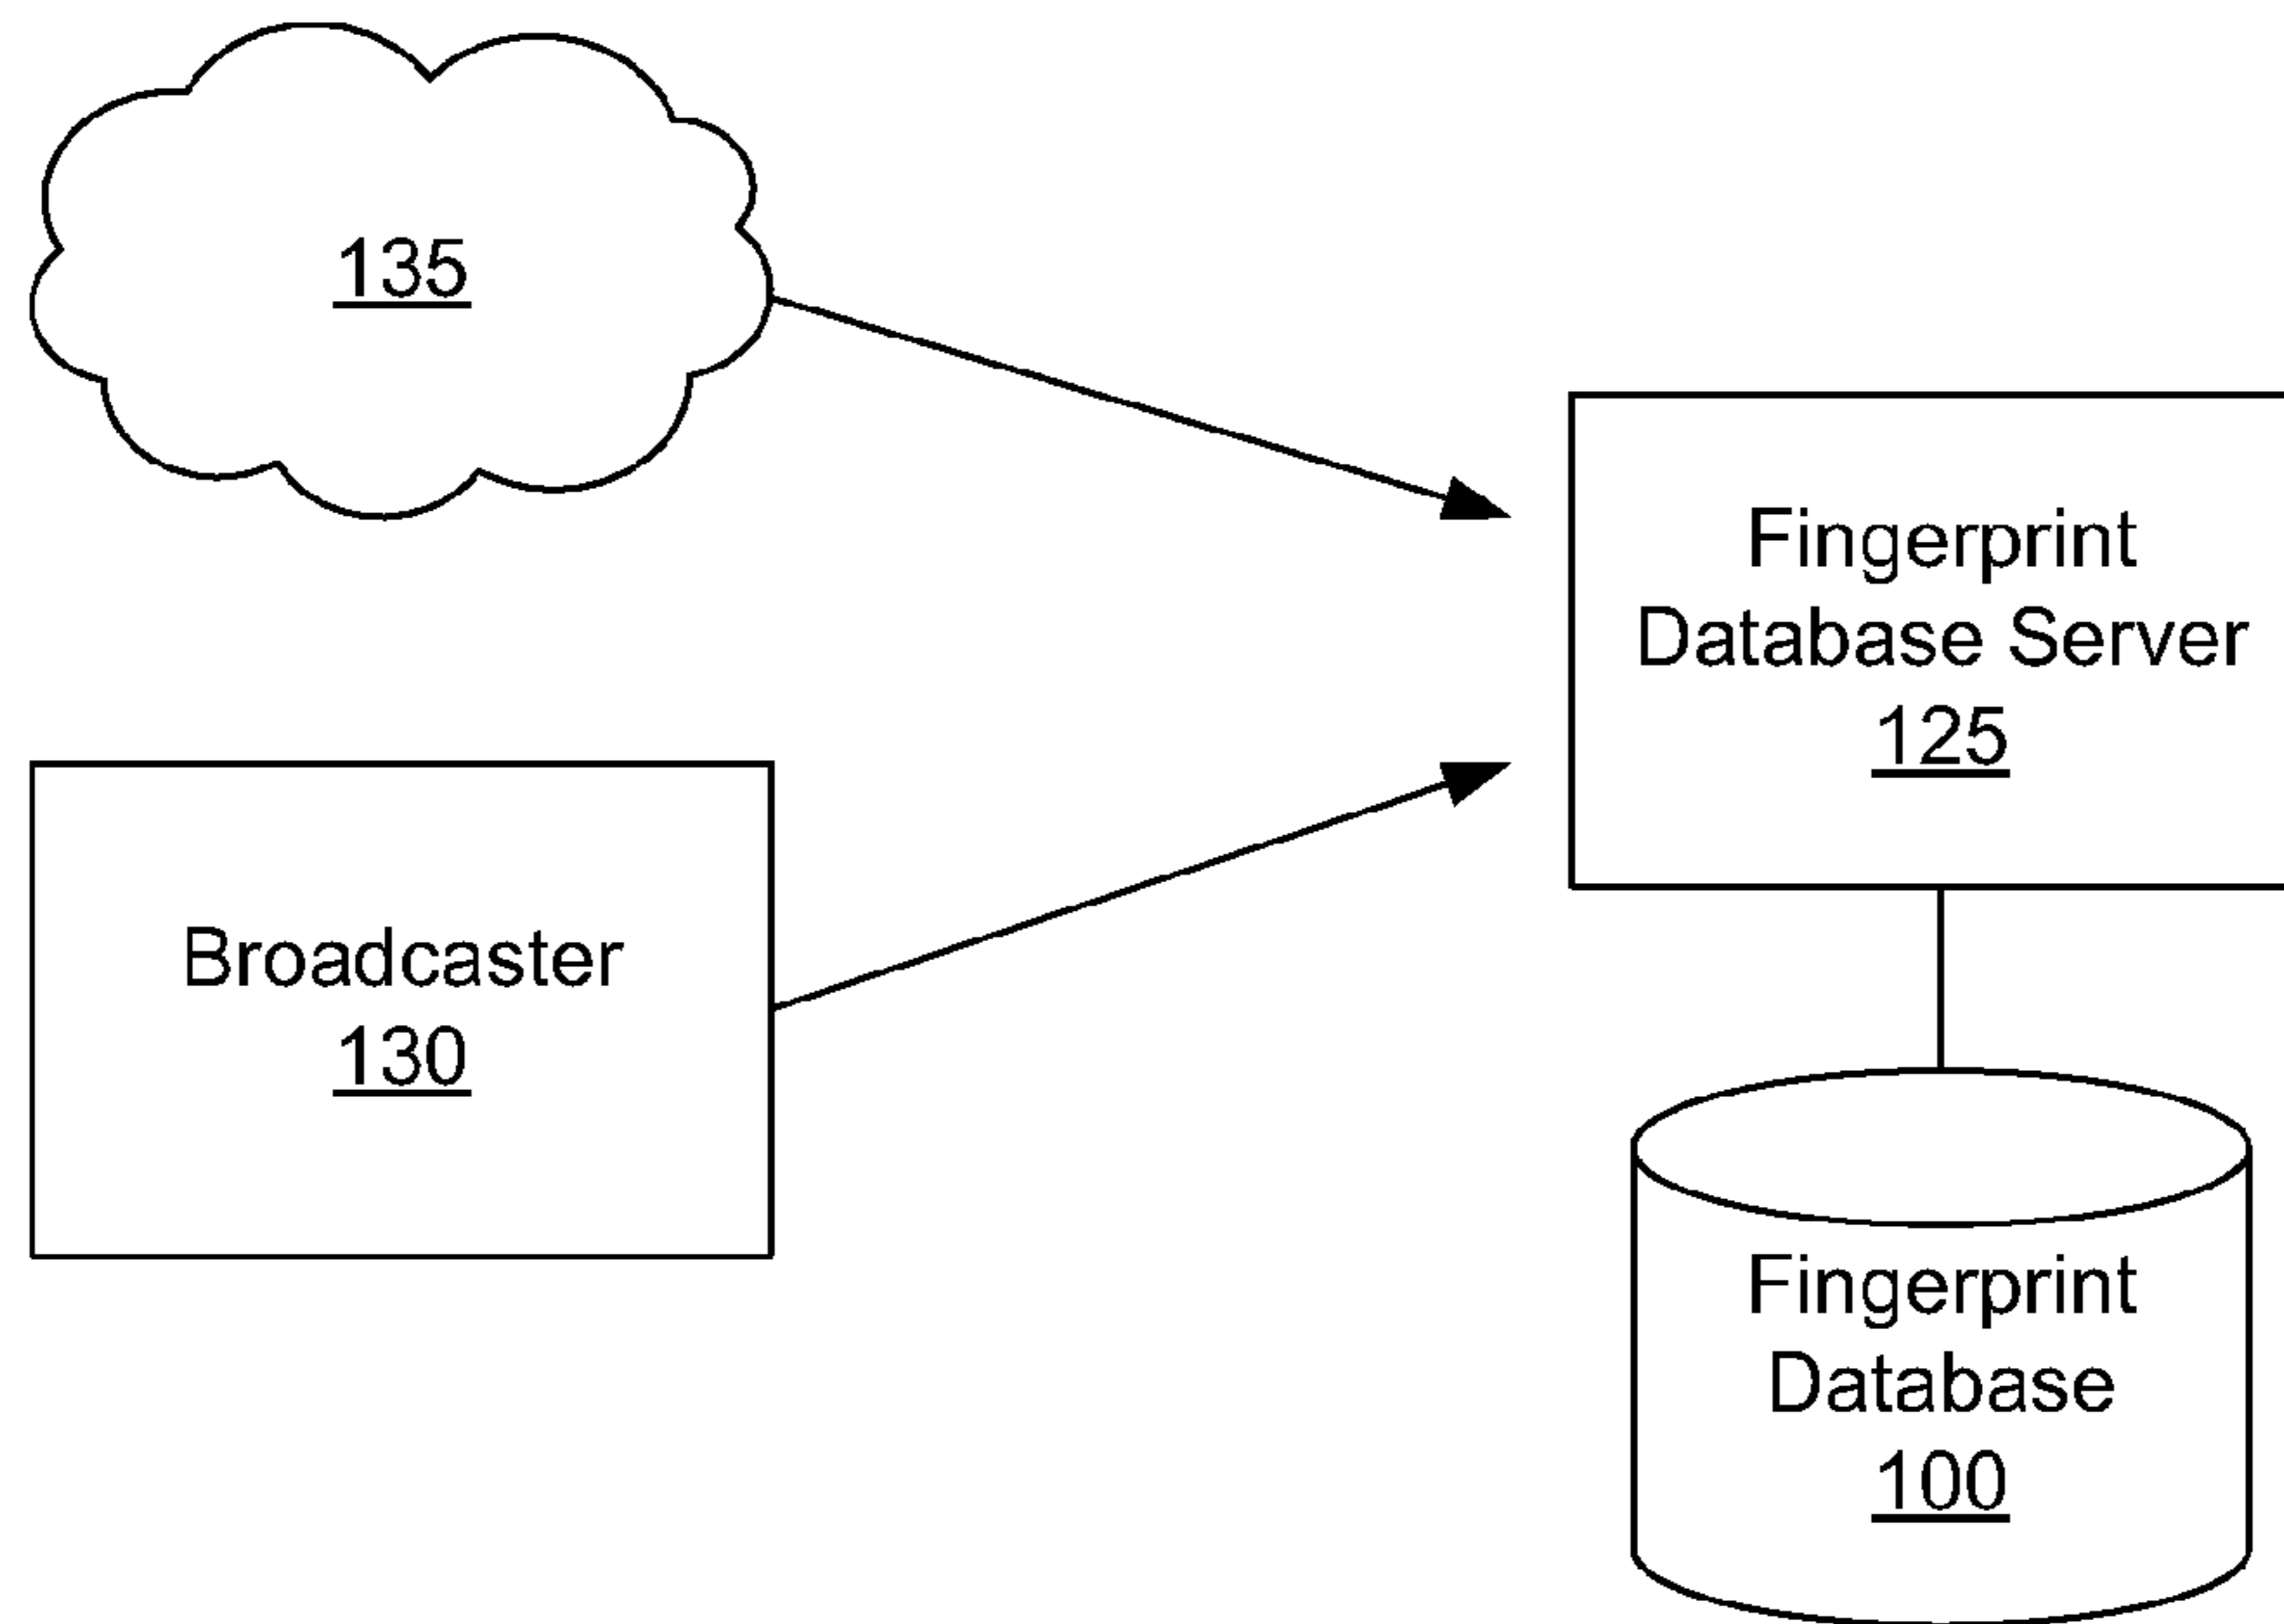 135
Fingerprint
Database Server
125
Broadcaster
130
Fingerprint
Database
100